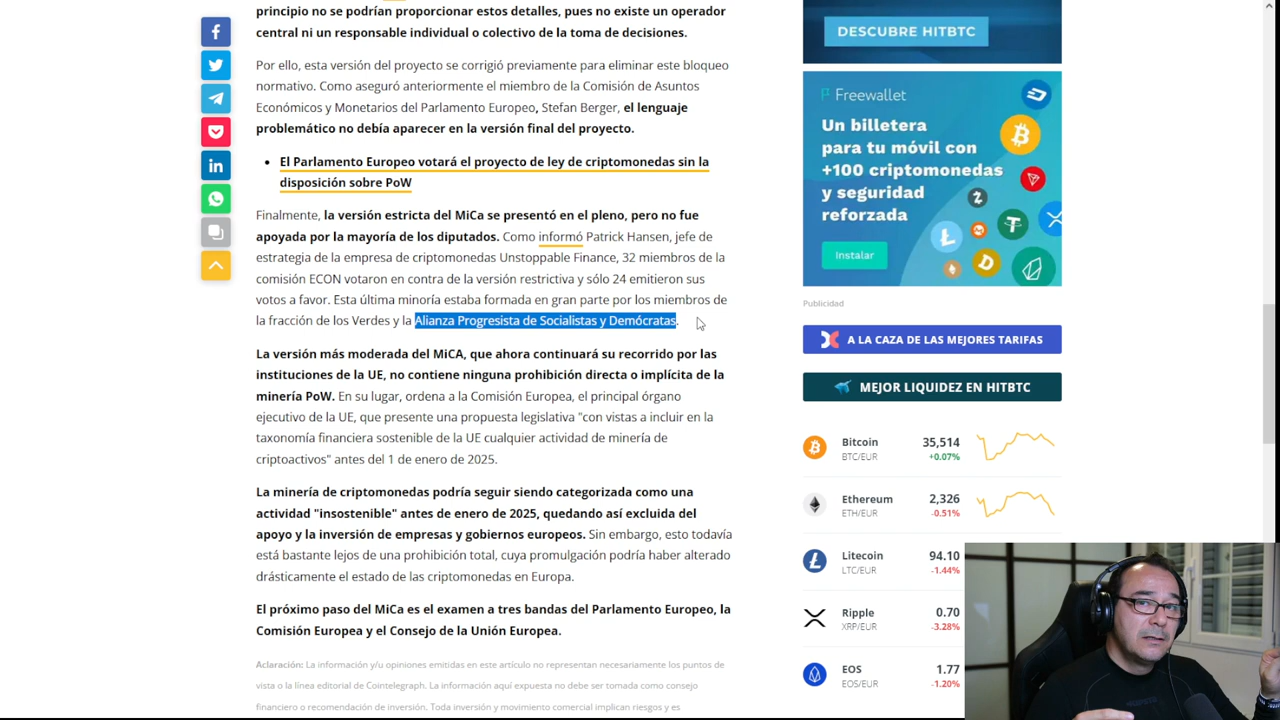 principio no se podrían proporcionar estos detalles, pues no existe un operador
central ni un responsable individual o colectivo de la toma de decisiones.
Por ello, esta versión del proyecto se corrigió previamente para eliminar este bloqueo
normativo. Como aseguró anteriormente el miembro de la Comisión de Asuntos
Económicos y Monetarios del Parlamento Europeo, Stefan Berger, el lenguaje
problemático no debía aparecer en la versión final del proyecto.
El Parlamento Europeo votará el proyecto de ley de criptomonedas sin la
disposición sobre PoW
Finalmente, la versión estricta del MiCa se presentó en el pleno, pero no fue
apoyada por la mayoría de los diputados. Como informó Patrick Hansen, jefe de
estrategia de la empresa de criptomonedas Unstoppable Finance, 32 miembros de la
comisión ECON votaron en contra de la versión restrictiva y sólo 24 emitieron sus
votos a favor. Esta última minoría estaba formada en gran parte por los miembros de
la fracción de los Verdes y la Alianza Progresista de Socialistas y Demócratas.
La versión más moderada del MiCA, que ahora continuará su recorrido por las
instituciones de la UE, no contiene ninguna prohibición directa o implícita de la
minería PoW. En su lugar, ordena a la Comisión Europea, el principal órgano
ejecutivo de la UE, que presente una propuesta legislativa "con vistas a incluir en la
taxonomía financiera sostenible de la UE cualquier actividad de minería de
criptoactivos" antes del 1 de enero de 2025.
La minería de criptomonedas podría seguir siendo categorizada como una
actividad "insostenible" antes de enero de 2025, quedando así excluida del
apoyo y la inversión de empresas y gobiernos europeos. Sin embargo, esto todavía
está bastante lejos de una prohibición total, cuya promulgación podría haber alterado
drásticamente el estado de las criptomonedas en Europa.
El próximo paso del MiCa es el examen a tres bandas del Parlamento Europeo, la
Comisión Europea y el Consejo de la Unión Europea.
Aclaración: La información y/u opiniones emitidas en este artículo no representan necesariamente los puntos de
vista o la línea editorial de Cointelegraph. La información aquí expuesta no debe ser tomada como consejo
financiero o recomendación de inversión. Toda inversión y movimiento comercial implican riesgos y es
DESCUBRE HITBTC
Freewallet
Un billetera
para tu móvil con
+100 criptomonedas
y seguridad
reforzada
Instalar
Publicidad
A LA CAZA DE LAS MEJORES TARIFAS
MEJOR LIQUIDEZ EN HITBTC
Bitcoin 35,514
BTC/EUR +0.07%
Ethereum 2,326
ETH/EUR -0.51%
Litecoin 94.10
LTC/EUR -1.44%
Ripple 0.70
XRP/EUR -3.28%
EOS 1.77
EOS/EUR -1.20%